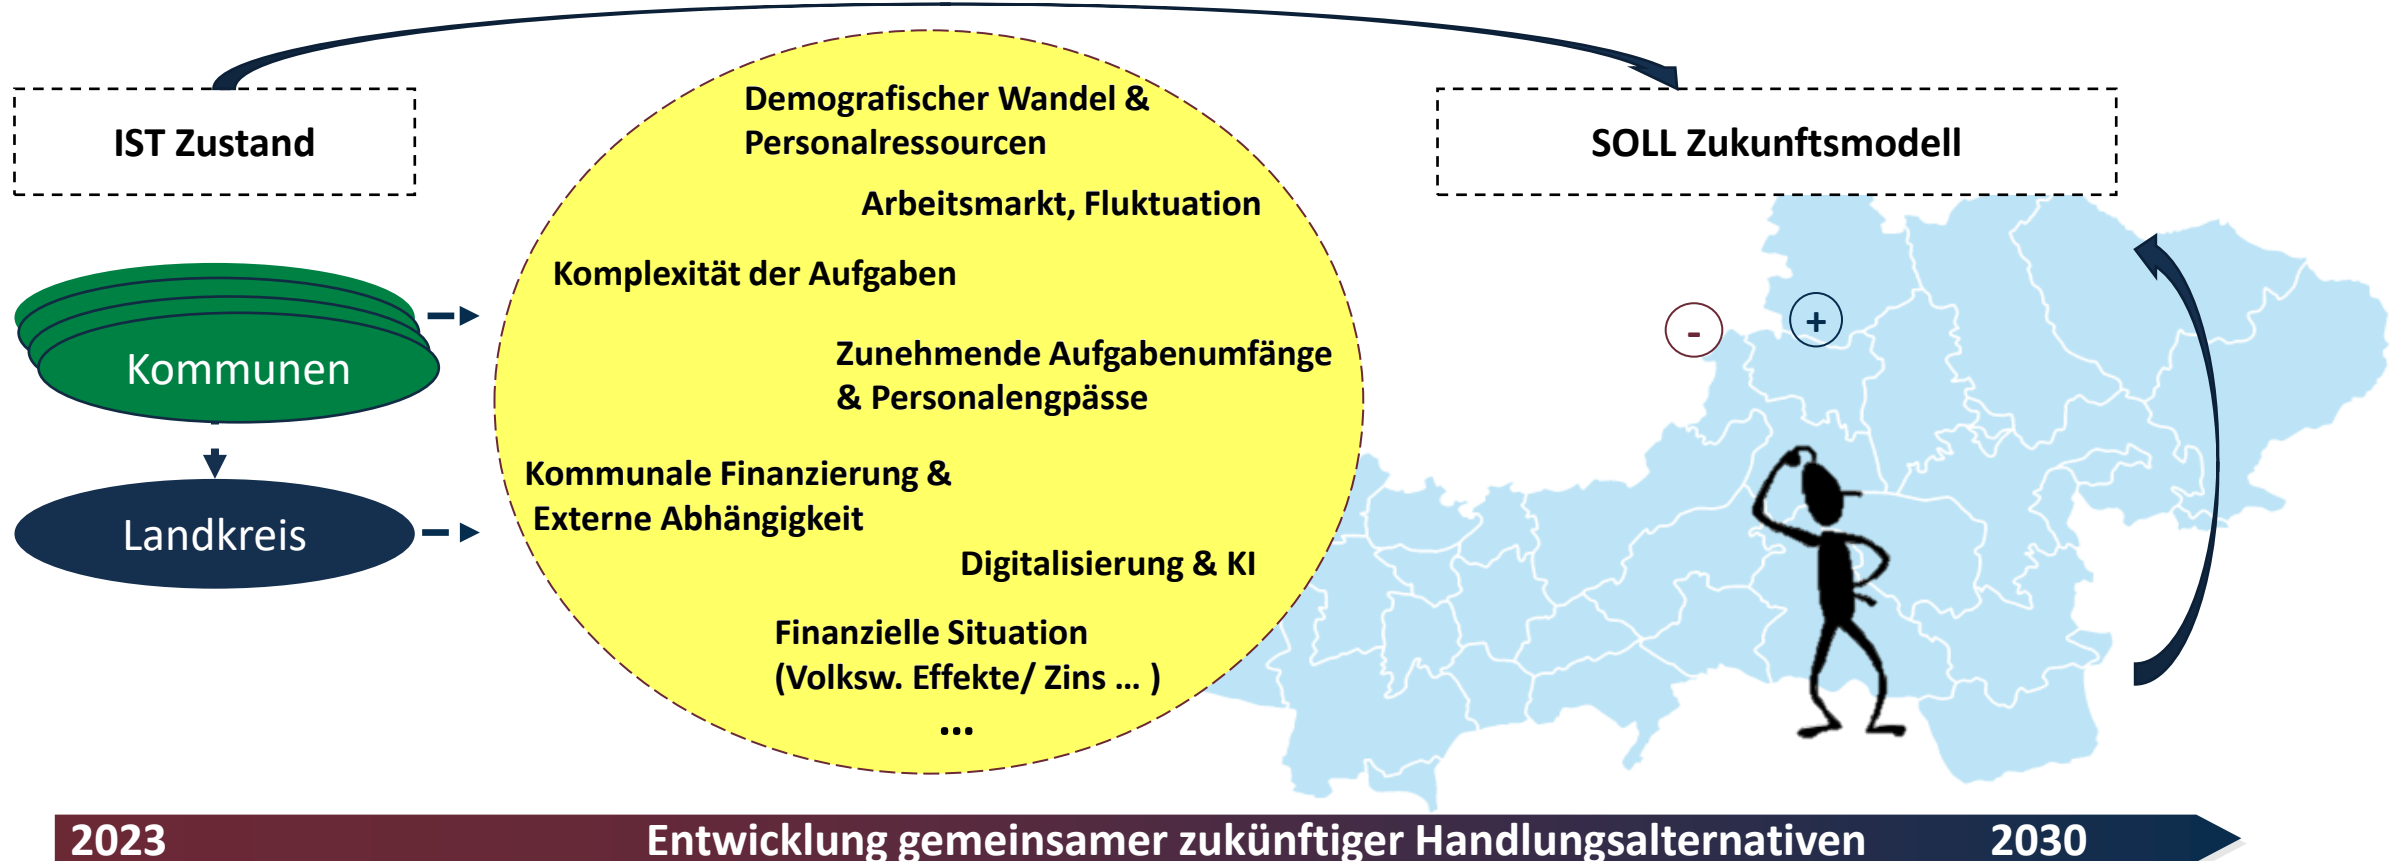 IST Zustand
Kommunen
Landkreis
Demografischer Wandel &
Personalressourcen
Arbeitsmarkt, Fluktuation
Komplexität der Aufgaben
Zunehmende Aufgabenumfänge
& Personalengpässe
Kommunale Finanzierung &
Externe Abhängigkeit
Digitalisierung & KI
Finanzielle Situation
(Volksw. Effekte/ Zins ... )
...
SOLL Zukunftsmodell
-
+
2023 Entwicklung gemeinsamer zukünftiger Handlungsalternativen 2030